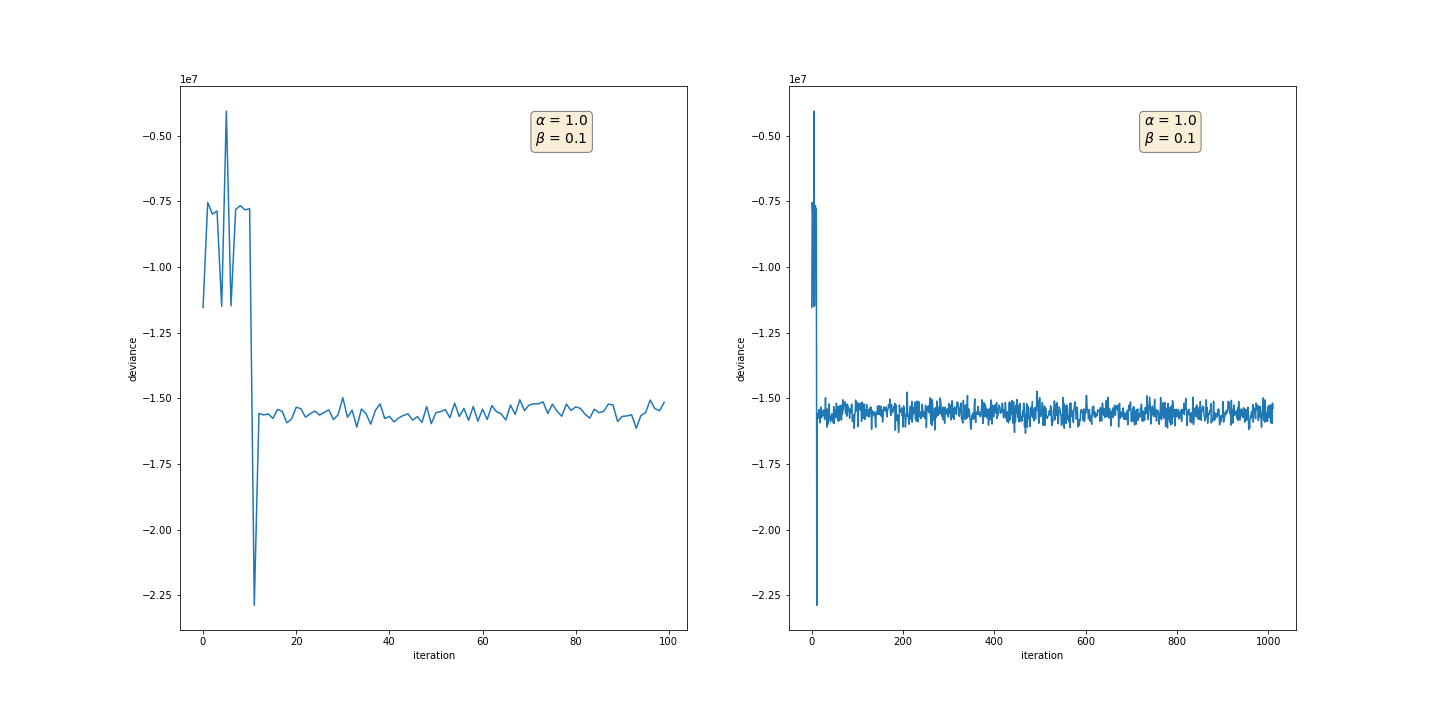 1e7
α = 1.0
β = 0.1
−0.50
−0.75
−1.00
−1.25
−1.50
−1.75
−2.00
−2.25
deviance
0 20 40 60 80 100
iteration
1e7
α = 1.0
β = 0.1
−0.50
−0.75
−1.00
−1.25
−1.50
−1.75
−2.00
−2.25
deviance
0 200 400 600 800 1000
iteration